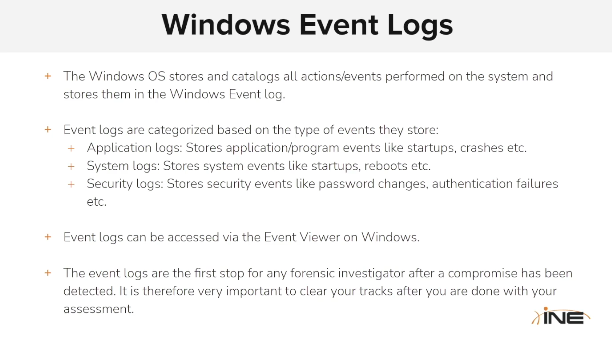 Windows Event Logs
+ The Windows OS stores and catalogs all actions/events performed on the system and
stores them in the Windows Event log.
+ Event logs are categorized based on the type of events they store:
+ Application logs: Stores application/program events like startups, crashes etc.
+ System logs: Stores system events like startups, reboots etc.
+ Security logs: Stores security events like password changes, authentication failures
etc.
+ Event logs can be accessed via the Event Viewer on Windows.
+ The event logs are the first stop for any forensic investigator after a compromise has been
detected. It is therefore very important to clear your tracks after you are done with your
assessment.
INE